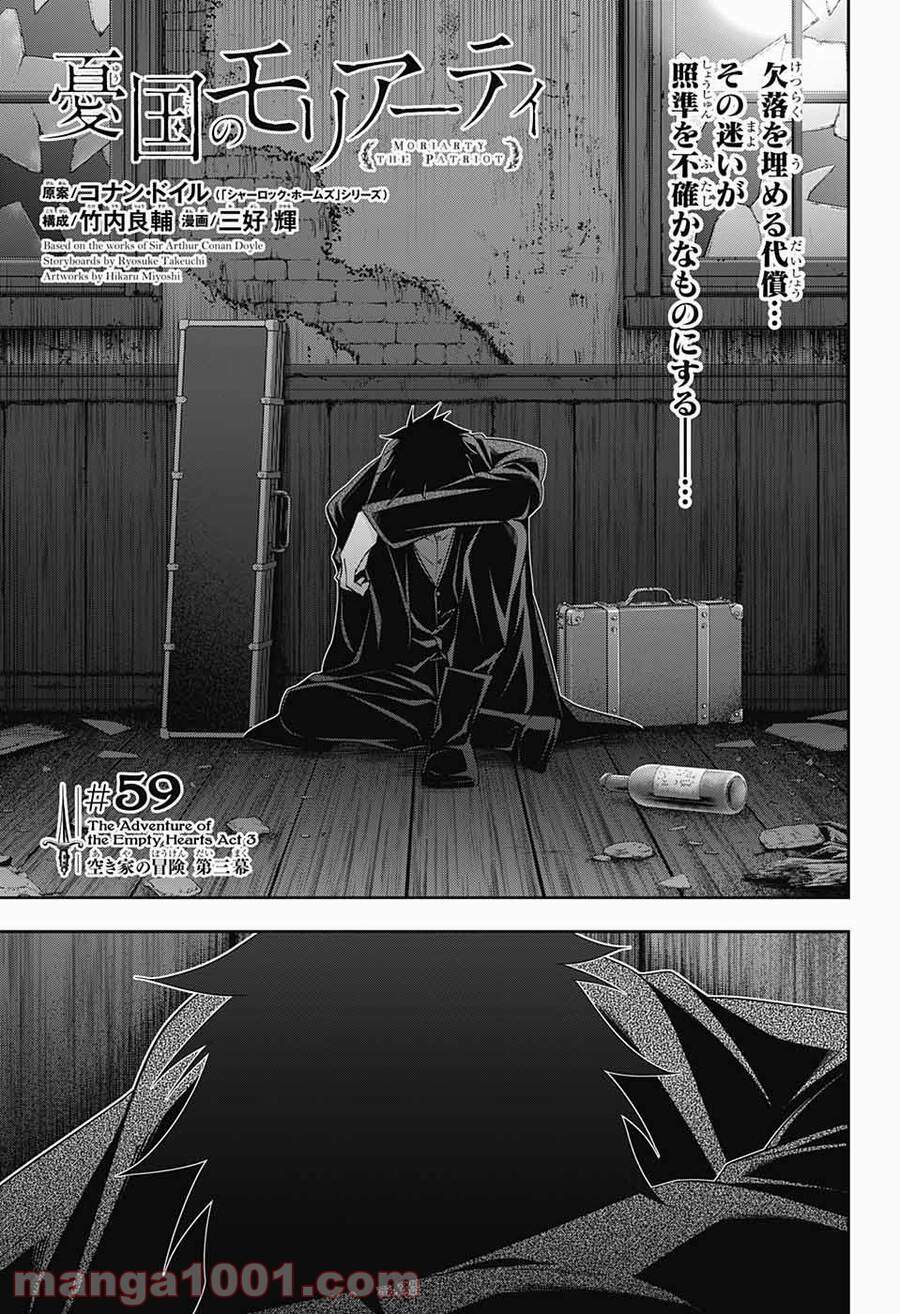 憂国のモリアーティ
MORIARTY
THE PATRIOT
原案/コナン・ドイル(「シャーロック・ホームズ」シリーズ)
構成/竹内良輔 漫画/三好 輝
Based on the works of Sir Arthur Conan Doyle
Storyboards by Ryosuke Takeuchi
Artworks by Hikaru Miyoshi
欠落を埋める代償…
その迷いが
照準を不確かなものにする――…
#59
The Adventure of
the Empty Hearts Act 3
空き家の冒険 第三幕
manga1001.com